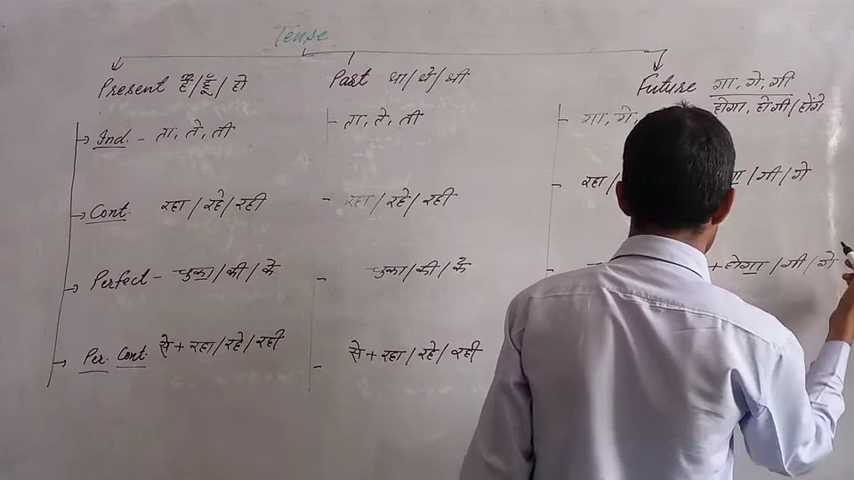 Tense
Present हैं/हूँ/हो Past था/थे/थी Future गा, गे, गी
होगा, होगी/होंगे
Ind. - ता, ते, ती - ता, ते, ती - गा, गे,
Cont. रहा/रहे/रही - रहा/रहे/रही - रहा/ /गी/गे
Perfect - चुका/की/के - चुका/की/के - +होगा/गी/गे
Per. Cont. से+रहा/रहे/रही - से+रहा/रहे/रही